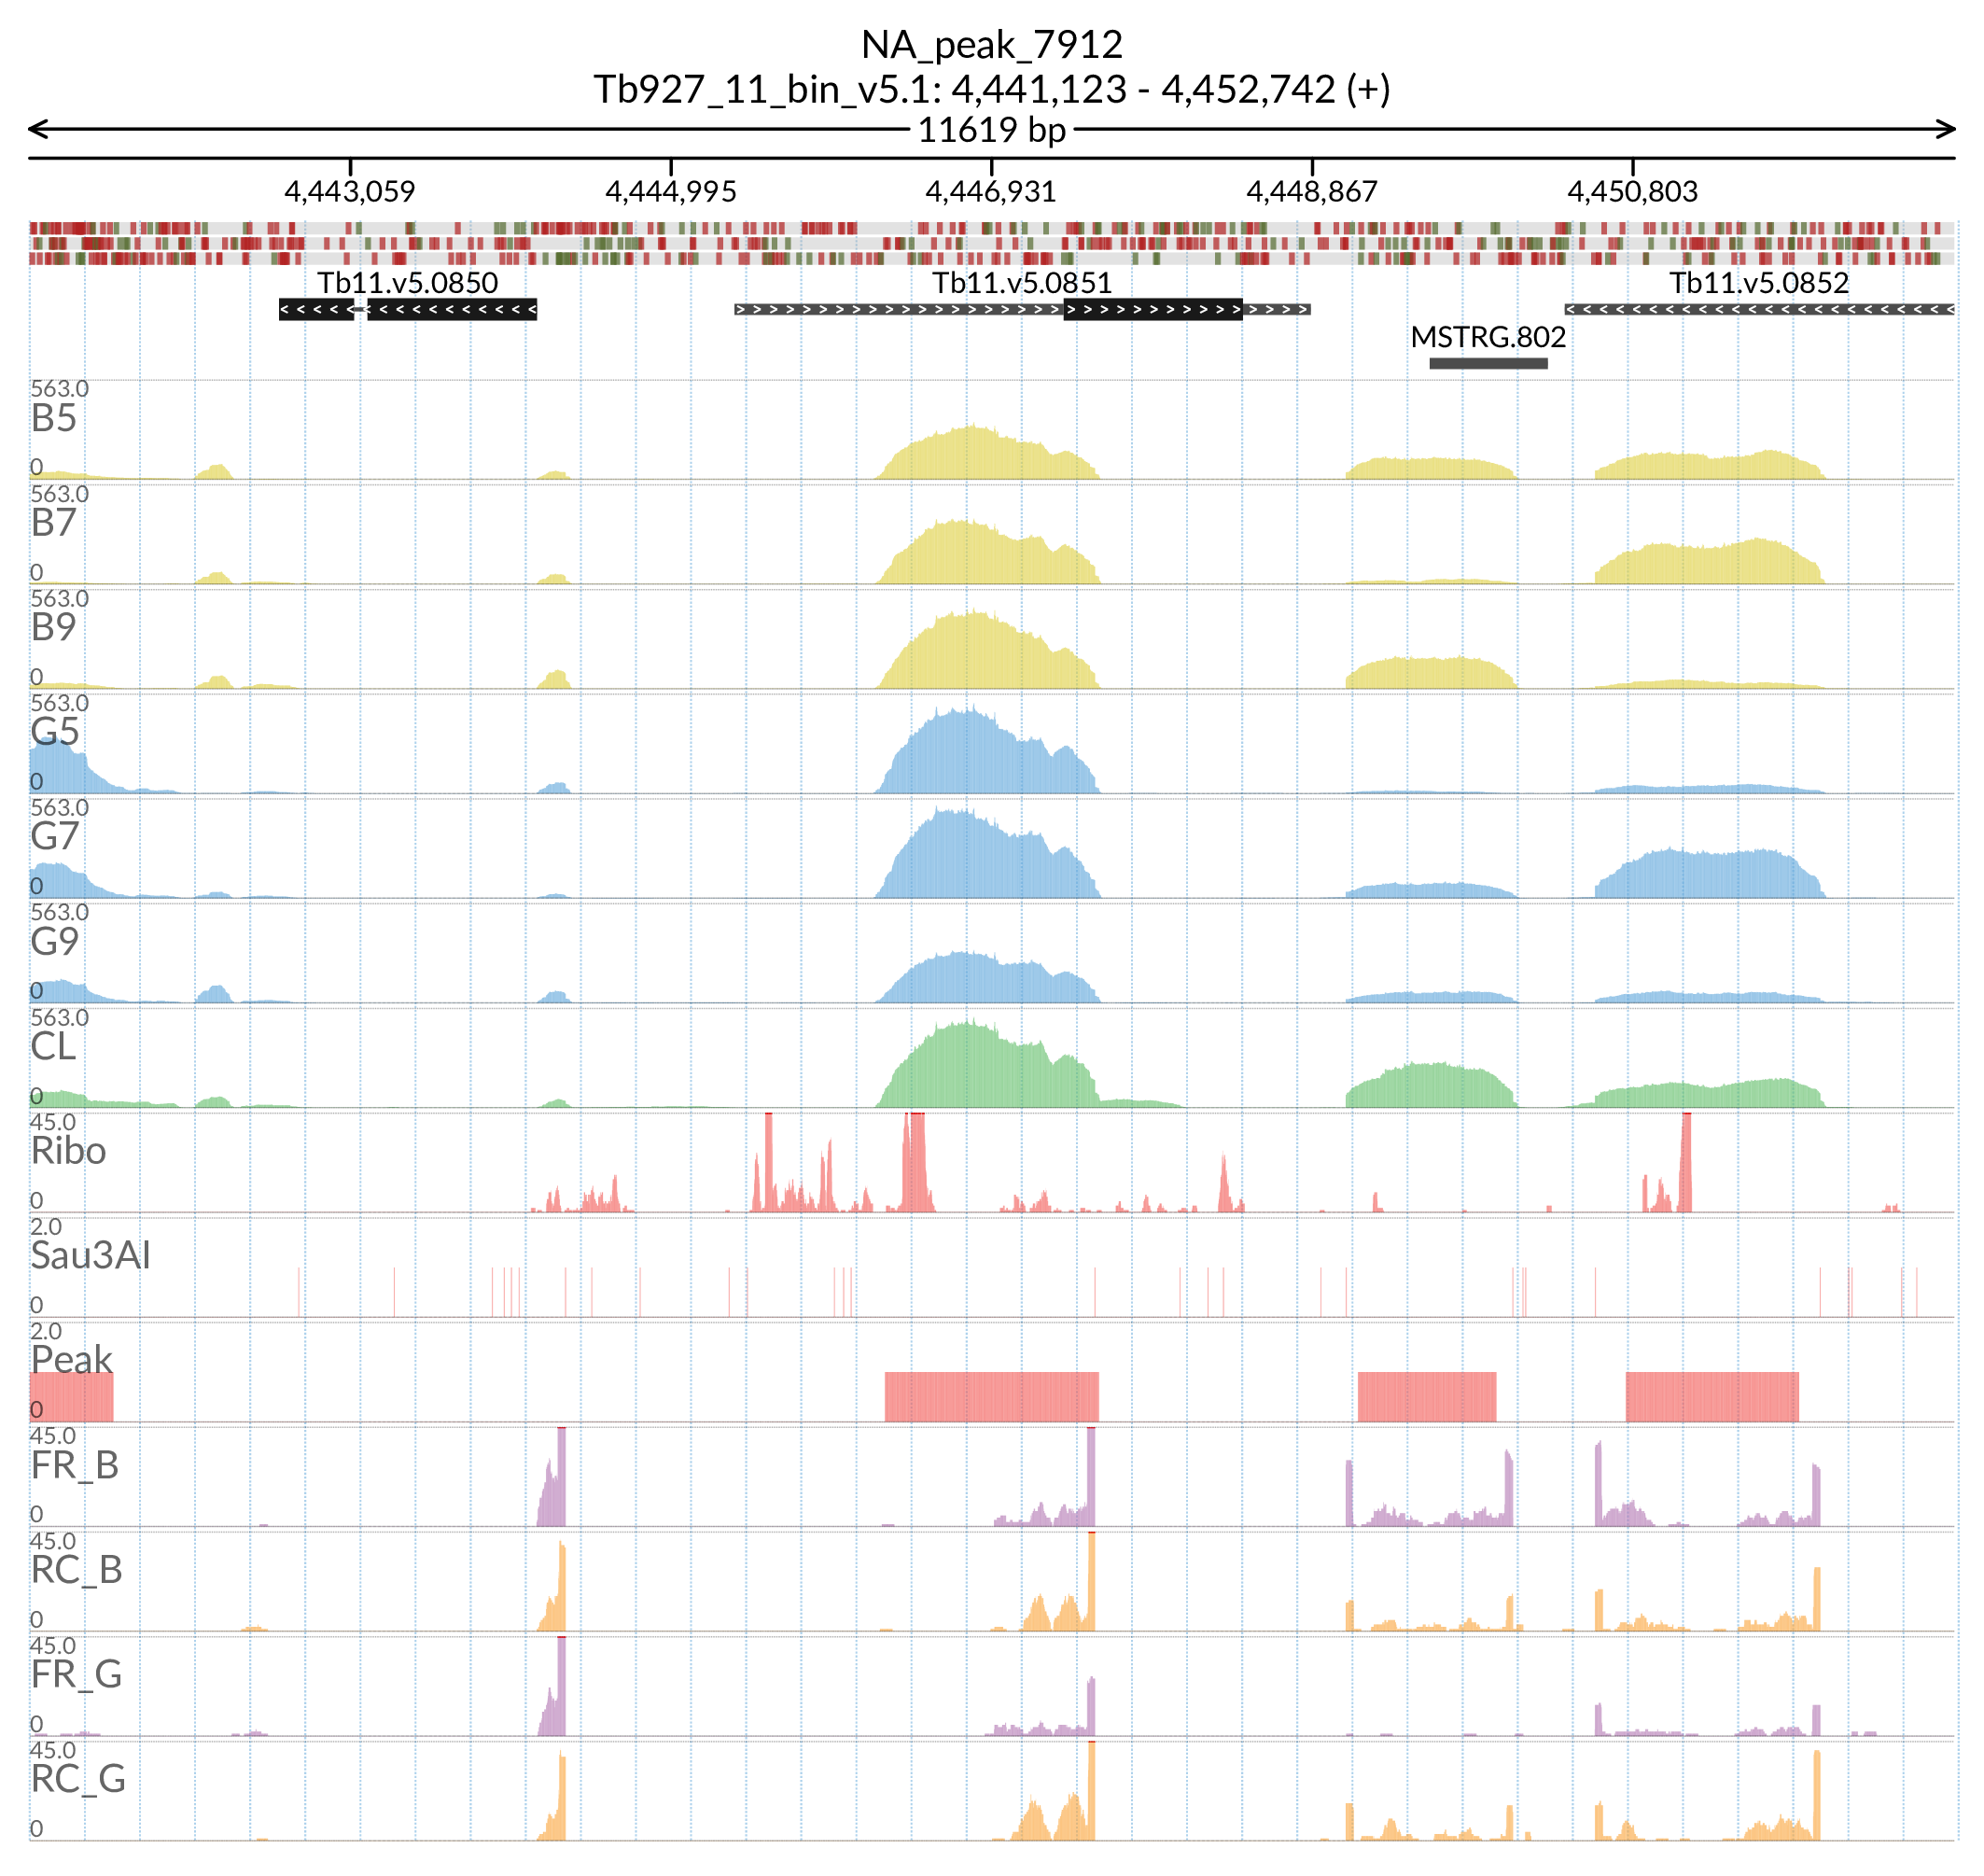 NA_peak_7912
Tb927_11_bin_v5.1: 4,441,123 - 4,452,742 (+)
11619 bp
4,443,059 4,444,995 4,446,931 4,448,867 4,450,803
Tb11.v5.0850 Tb11.v5.0851 Tb11.v5.0852
MSTRG.802
563.0
B5
0
563.0
B7
0
563.0
B9
0
563.0
G5
0
563.0
G7
0
563.0
G9
0
563.0
CL
0
45.0
Ribo
0
2.0
Sau3AI
0
2.0
Peak
0
45.0
FR_B
0
45.0
RC_B
0
45.0
FR_G
0
45.0
RC_G
0